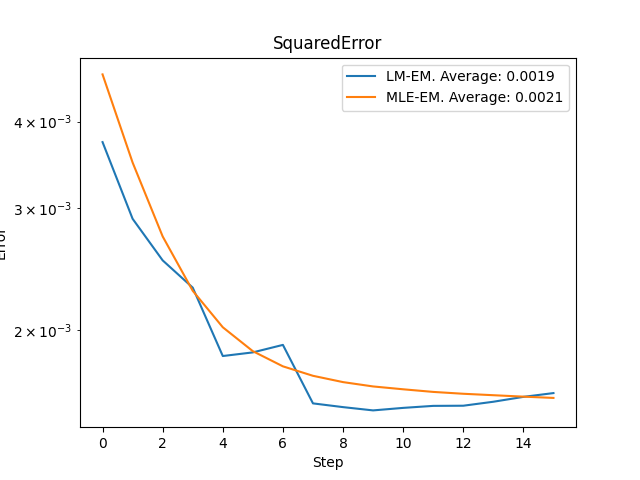 SquaredError
LM-EM. Average: 0.0019
MLE-EM. Average: 0.0021
4 × 10⁻³
3 × 10⁻³
2 × 10⁻³
Error
0 2 4 6 8 10 12 14
Step